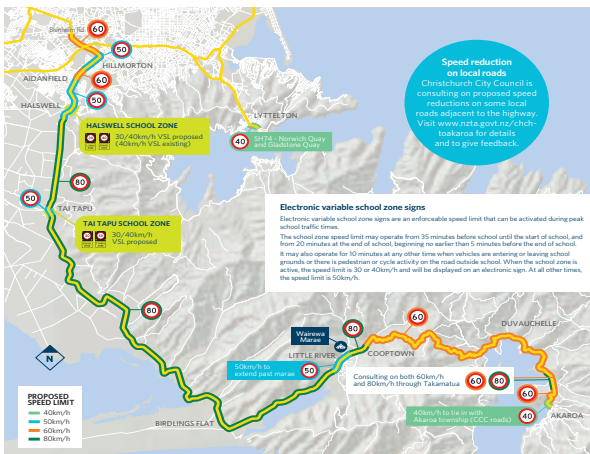 Blenheim Rd
60
50
HILLMORTON
AIDANFIELD
60
HALSWELL
50
HALSWELL SCHOOL ZONE
30/40km/h VSL proposed
(40km/h VSL existing)
LYTTELTON
40
SH74 - Norwich Quay
and Gladstone Quay
Speed reduction
on local roads
Christchurch City Council is
consulting on proposed speed
reductions on some local
roads adjacent to the highway.
Visit www.nzta.govt.nz/chch-
toakaroa for details
and to give feedback.
80
50
TAI TAPU
TAI TAPU SCHOOL ZONE
30/40km/h
VSL proposed
Electronic variable school zone signs
Electronic variable school zone signs are an enforceable speed limit that can be activated during peak
school traffic times.
The school zone speed limit may operate from 35 minutes before school until the start of school, and
from 20 minutes at the end of school, beginning no earlier than 5 minutes before the end of school.
It may also operate for 10 minutes at any other time when vehicles are entering or leaving school
grounds or there is pedestrian or cycle activity on the road outside school. When the school zone is
active, the speed limit is 30 or 40km/h and will be displayed on an electronic sign. At all other times,
the speed limit is 50km/h.
80
60
80
DUVAUCHELLE
Wairewa
Marae
N
LITTLE RIVER
COOPTOWN
50km/h to
extend past marae
50
Consulting on both 60km/h
and 80km/h through Takamatua
60
80
60
PROPOSED
SPEED LIMIT
40km/h
50km/h
60km/h
80km/h
40km/h to tie in with
Akaroa township (CCC roads)
40
AKAROA
BIRDLINGS FLAT